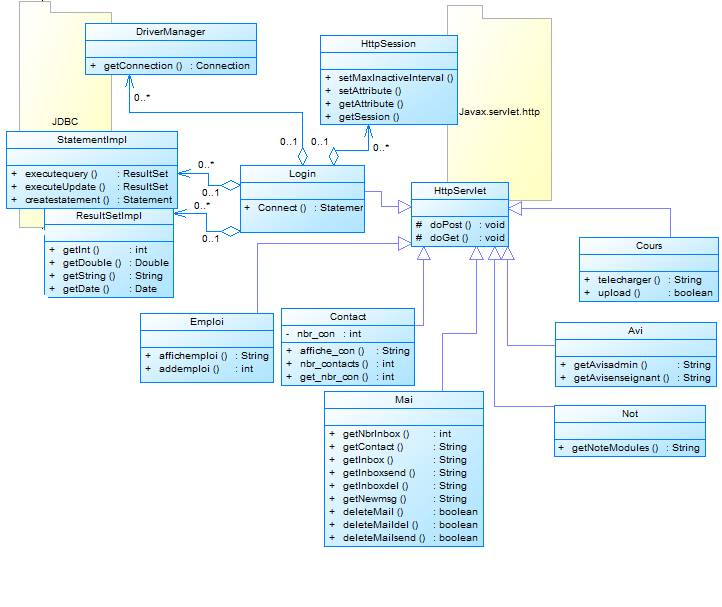 DriverManager
+ getConnection () : Connection
HttpSession
+ setMaxInactiveInterval ()
+ setAttribute ()
+ getAttribute ()
+ getSession ()
Javax.servlet.http
JDBC
0..*
0..1
0..1
0..*
StatementImpl
+ executequery () : ResultSet
+ executeUpdate () : ResultSet
+ createstatement () : Statement
0..*
0..1
Login
+ Connect () : Statemer
0..*
0..1
ResultSetImpl
+ getInt () : int
+ getDouble () : Double
+ getString () : String
+ getDate () : Date
HttpServlet
# doPost () : void
# doGet () : void
Cours
+ telecharger () : String
+ upload () : boolean
Emploi
+ affichemploi () : String
+ addemploi () : int
Contact
- nbr_con : int
+ affiche_con () : String
+ nbr_contacts () : int
+ get_nbr_con () : int
Avi
+ getAvisadmin () : String
+ getAvisenseignant () : String
Mai
+ getNbrInbox () : int
+ getContact () : String
+ getInbox () : String
+ getInboxsend () : String
+ getInboxdel () : String
+ getNewmsg () : String
+ deleteMail () : boolean
+ deleteMaildel () : boolean
+ deleteMailsend () : boolean
Not
+ getNoteModules () : String